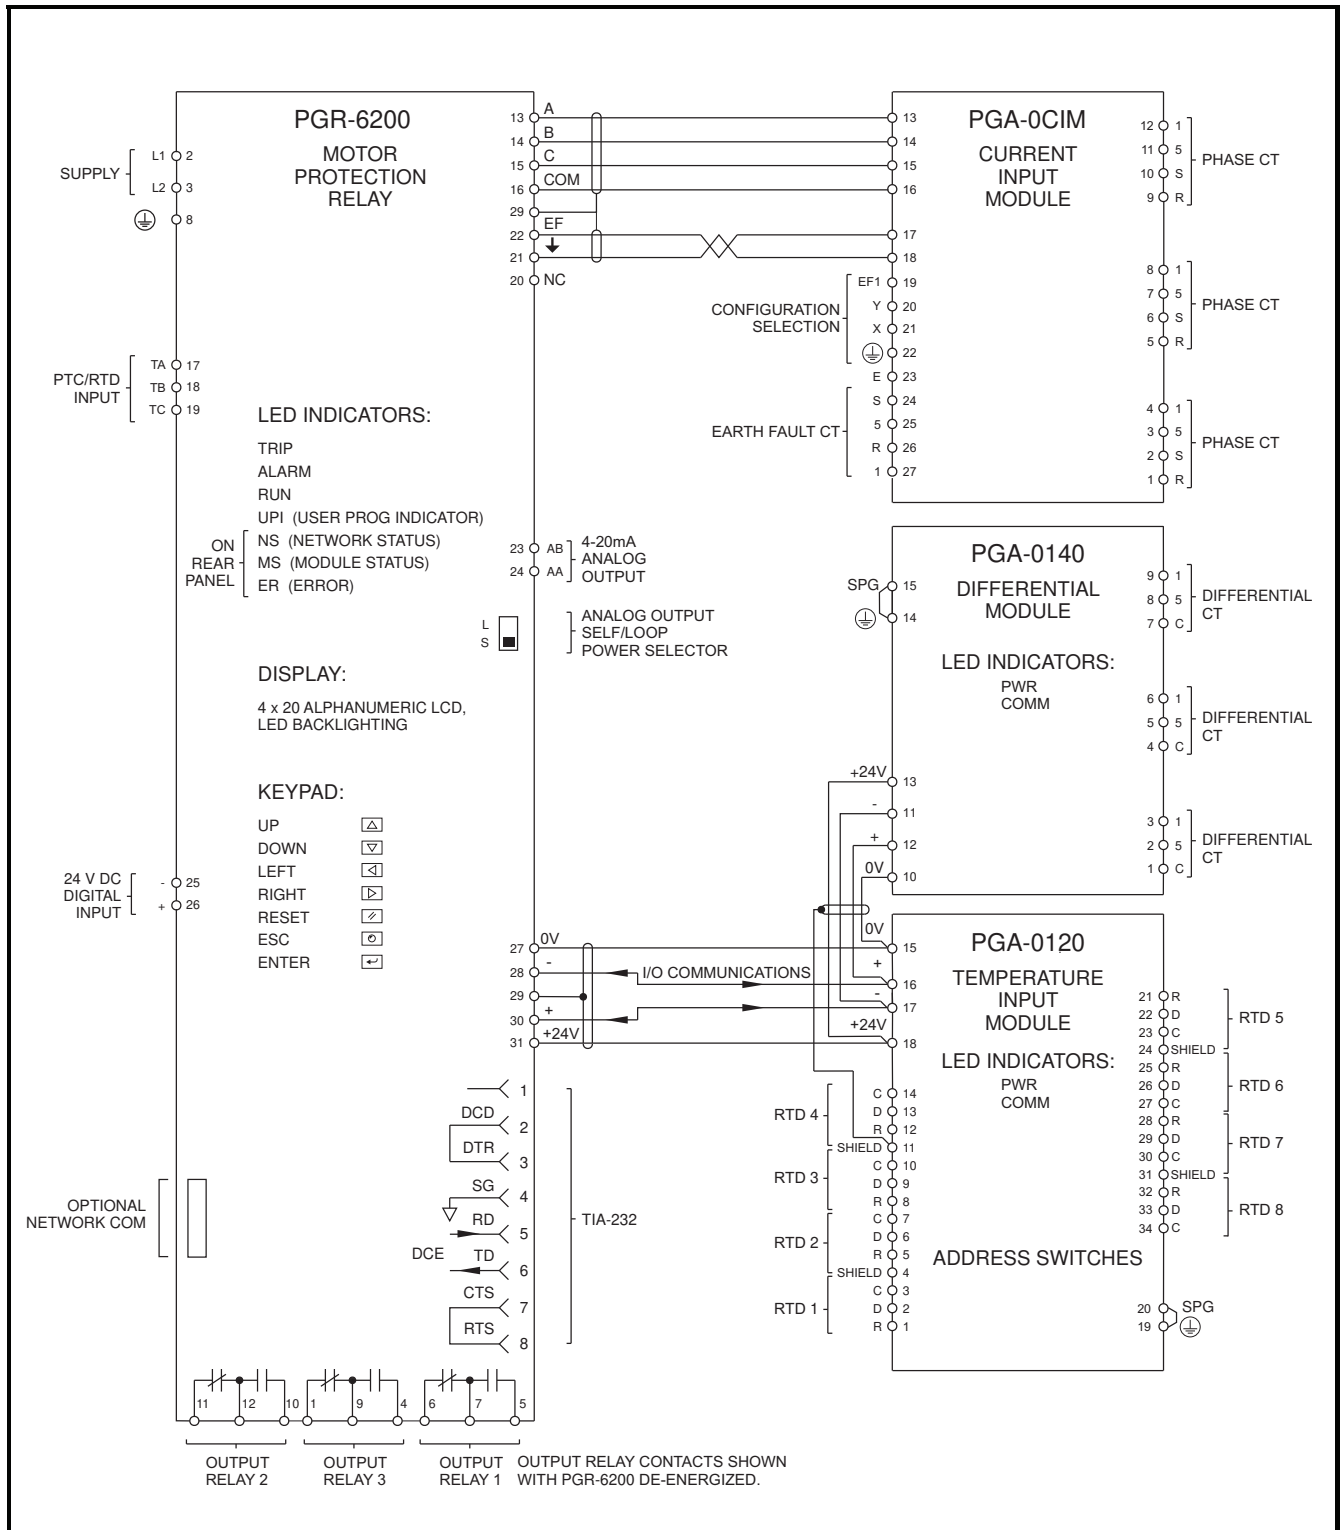 PGR-6200
MOTOR
PROTECTION
RELAY
SUPPLY
L1 2
L2 3
8
PTC/RTD
INPUT
TA 17
TB 18
TC 19
LED INDICATORS:
TRIP
ALARM
RUN
UPI (USER PROG INDICATOR)
ON
REAR
PANEL
NS (NETWORK STATUS)
MS (MODULE STATUS)
ER (ERROR)
DISPLAY:
4 x 20 ALPHANUMERIC LCD,
LED BACKLIGHTING
KEYPAD:
UP
DOWN
LEFT
RIGHT
RESET
ESC
ENTER
24 V DC
DIGITAL
INPUT
- 25
+ 26
OPTIONAL
NETWORK COM
13 A
14 B
15 C
16 COM
29
22 EF
21
20 NC
23 AB
24 AA
4-20mA
ANALOG
OUTPUT
L
S
ANALOG OUTPUT
SELF/LOOP
POWER SELECTOR
27 0V
28 -
29
30 +
31 +24V
I/O COMMUNICATIONS
1
DCD
2
DTR
3
SG
4
RD
5
DCE
TD
6
CTS
7
RTS
8
TIA-232
11 12 10 1 9 4 6 7 5
OUTPUT
RELAY 2
OUTPUT
RELAY 3
OUTPUT
RELAY 1
OUTPUT RELAY CONTACTS SHOWN
WITH PGR-6200 DE-ENERGIZED.
PGA-0CIM
CURRENT
INPUT
MODULE
13
14
15
16
17
18
CONFIGURATION
SELECTION
EF1 19
Y 20
X 21
22
E 23
EARTH FAULT CT
S 24
5 25
R 26
1 27
12 1
11 5
10 S
9 R
PHASE CT
8 1
7 5
6 S
5 R
PHASE CT
4 1
3 5
2 S
1 R
PHASE CT
PGA-0140
DIFFERENTIAL
MODULE
LED INDICATORS:
PWR
COMM
SPG 15
14
+24V 13
- 11
+ 12
0V 10
9 1
8 5
7 C
DIFFERENTIAL
CT
6 1
5 5
4 C
DIFFERENTIAL
CT
3 1
2 5
1 C
DIFFERENTIAL
CT
PGA-0120
TEMPERATURE
INPUT
MODULE
LED INDICATORS:
PWR
COMM
ADDRESS SWITCHES
0V 15
+ 16
- 17
+24V 18
RTD 4
C 14
D 13
R 12
SHIELD 11
RTD 3
C 10
D 9
R 8
RTD 2
C 7
D 6
R 5
SHIELD 4
RTD 1
C 3
D 2
R 1
21 R
22 D
23 C
24 SHIELD
RTD 5
25 R
26 D
27 C
RTD 6
28 R
29 D
30 C
31 SHIELD
RTD 7
32 R
33 D
34 C
RTD 8
20 SPG
19